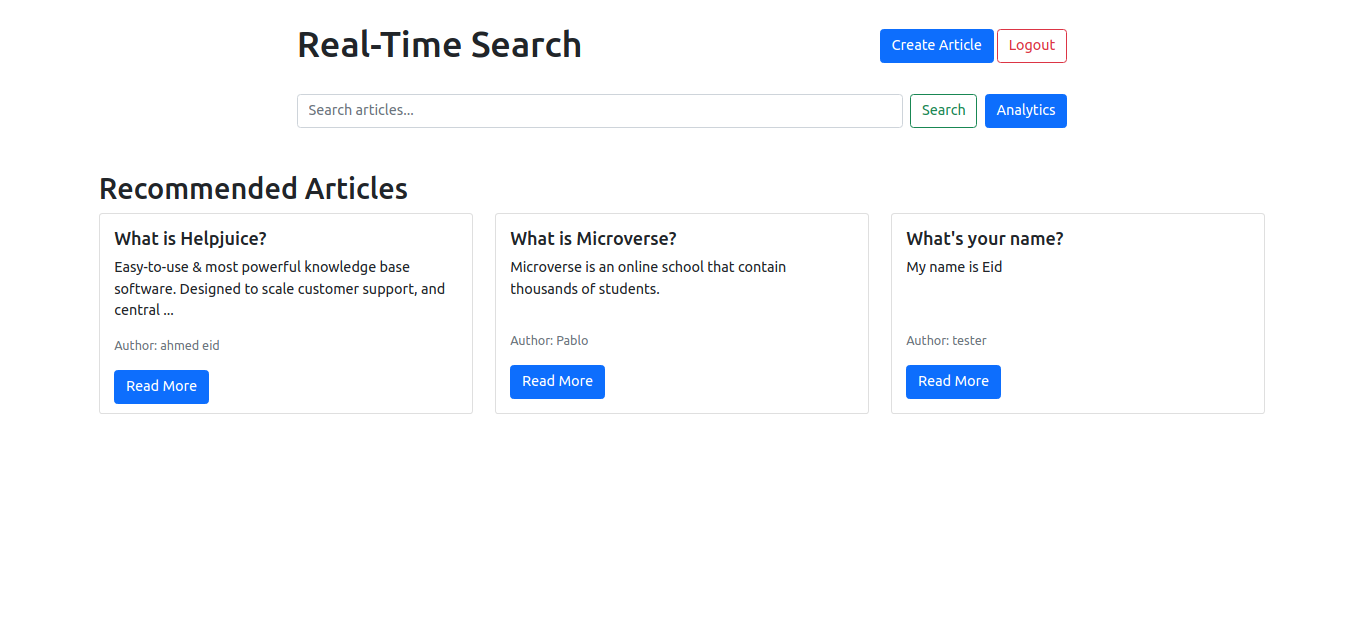 Real-Time Search
Create Article
Logout
Search articles...
Search
Analytics
Recommended Articles
What is Helpjuice?
Easy-to-use & most powerful knowledge base
software. Designed to scale customer support, and
central ...
Author: ahmed eid
Read More
What is Microverse?
Microverse is an online school that contain
thousands of students.
Author: Pablo
Read More
What's your name?
My name is Eid
Author: tester
Read More